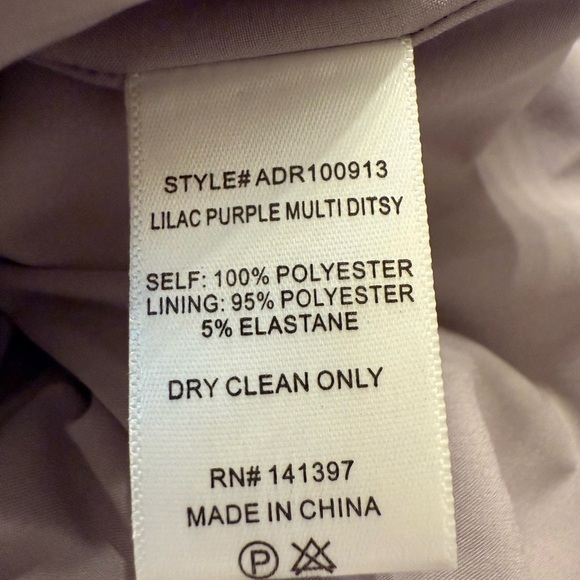 STYLE# ADR100913
LILAC PURPLE MULTI DITSY
SELF: 100% POLYESTER
LINING: 95% POLYESTER
5% ELASTANE
DRY CLEAN ONLY
RN# 141397
MADE IN CHINA
P